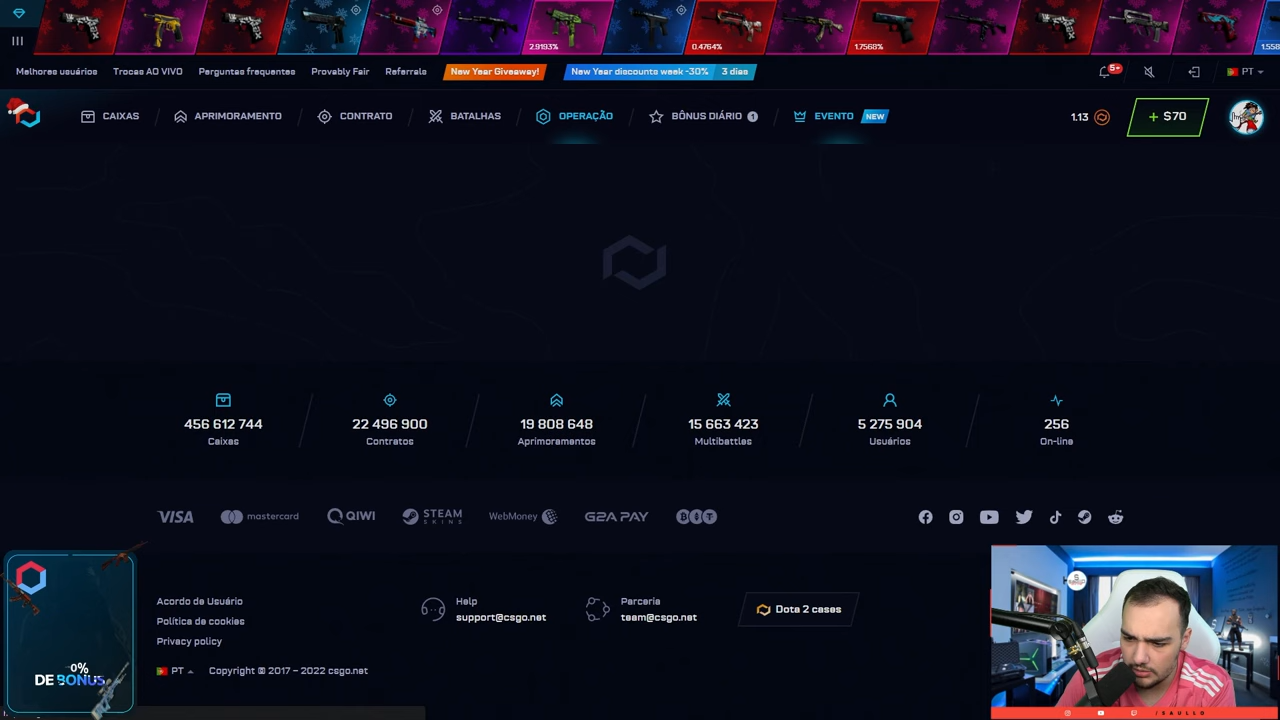 2.9193%
0.4764%
1.7568%
1.558
Melhores usuários
Trocas AO VIVO
Perguntas frequentes
Provably Fair
Referrals
New Year Giveaway!
New Year discounts week -30%
3 dias
5+
PT
CAIXAS
APRIMORAMENTO
CONTRATO
BATALHAS
OPERAÇÃO
BÔNUS DIÁRIO 1
EVENTO NEW
1.13
+ $70
456 612 744
Caixas
22 496 900
Contratos
19 808 648
Aprimoramentos
15 663 423
Multibattles
5 275 904
Usuários
256
On-line
VISA
mastercard
QIWI
STEAM
SKINS
WebMoney
G2A PAY
0%
DE BONUS
Acordo de Usuário
Política de cookies
Privacy policy
PT
Copyright © 2017 – 2022 csgo.net
Help
support@csgo.net
Parceria
team@csgo.net
Dota 2 cases